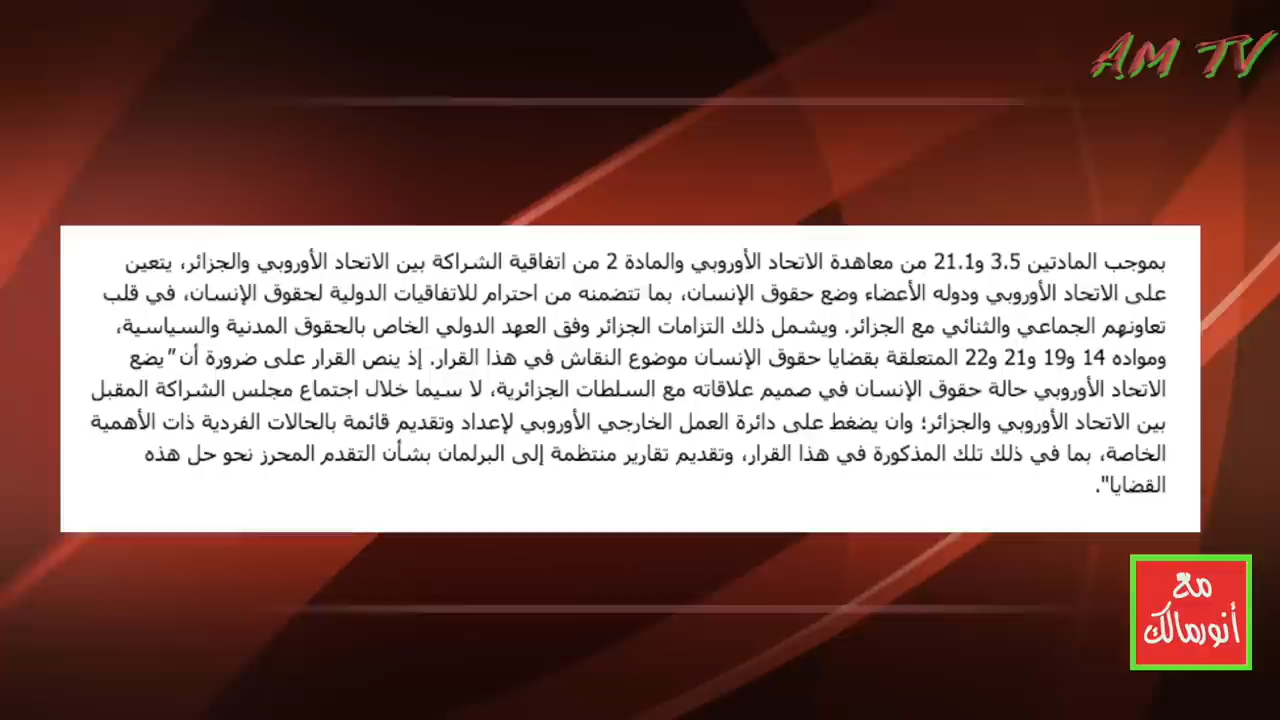 AM TV
بموجب المادتين 3.5 و21.1 من معاهدة الاتحاد الأوروبي والمادة 2 من اتفاقية الشراكة بين الاتحاد الأوروبي والجزائر، يتعين
على الاتحاد الأوروبي ودوله الأعضاء وضع حقوق الإنسان، بما تتضمنه من احترام للاتفاقيات الدولية لحقوق الإنسان، في قلب
تعاونهم الجماعي والثنائي مع الجزائر. ويشمل ذلك التزامات الجزائر وفق العهد الدولي الخاص بالحقوق المدنية والسياسية،
ومواده 14 و19 و21 و22 المتعلقة بقضايا حقوق الإنسان موضوع النقاش في هذا القرار. إذ ينص القرار على ضرورة أن”يضع
الاتحاد الأوروبي حالة حقوق الإنسان في صميم علاقاته مع السلطات الجزائرية، لا سيما خلال اجتماع مجلس الشراكة المقبل
بين الاتحاد الأوروبي والجزائر؛ وان يضغط على دائرة العمل الخارجي الأوروبي لإعداد وتقديم قائمة بالحالات الفردية ذات الأهمية
الخاصة، بما في ذلك تلك المذكورة في هذا القرار، وتقديم تقارير منتظمة إلى البرلمان بشأن التقدم المحرز نحو حل هذه
القضايا".
مع
أنورمالك